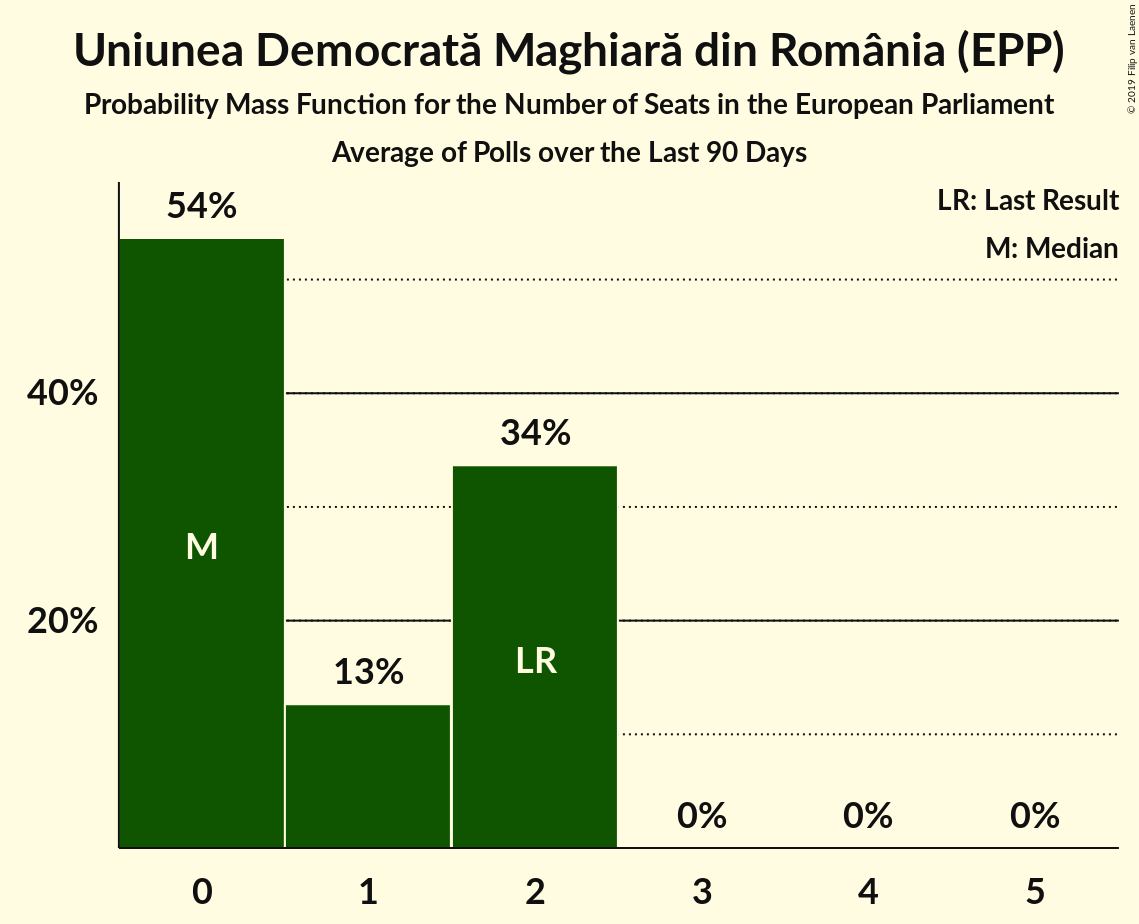 Uniunea Democrată Maghiară din România (EPP)
Probability Mass Function for the Number of Seats in the European Parliament
Average of Polls over the Last 90 Days
© 2019 Filip van Laenen
LR: Last Result
M: Median
54%
40%
34%
M
20%
LR
13%
0% 0% 0%
0 1 2 3 4 5